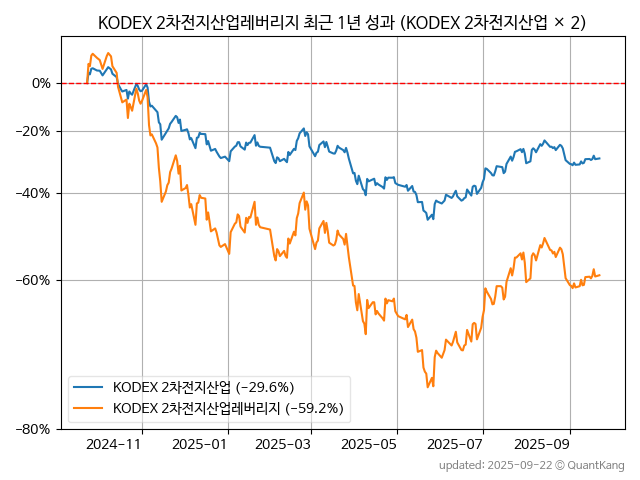 KODEX 2차전지산업레버리지 최근 1년 성과 (KODEX 2차전지산업 × 2)
0%
−20%
−40%
−60%
−80%
KODEX 2차전지산업 (−29.6%)
KODEX 2차전지산업레버리지 (−59.2%)
2024-11 2025-01 2025-03 2025-05 2025-07 2025-09
updated: 2025-09-22 © QuantKang